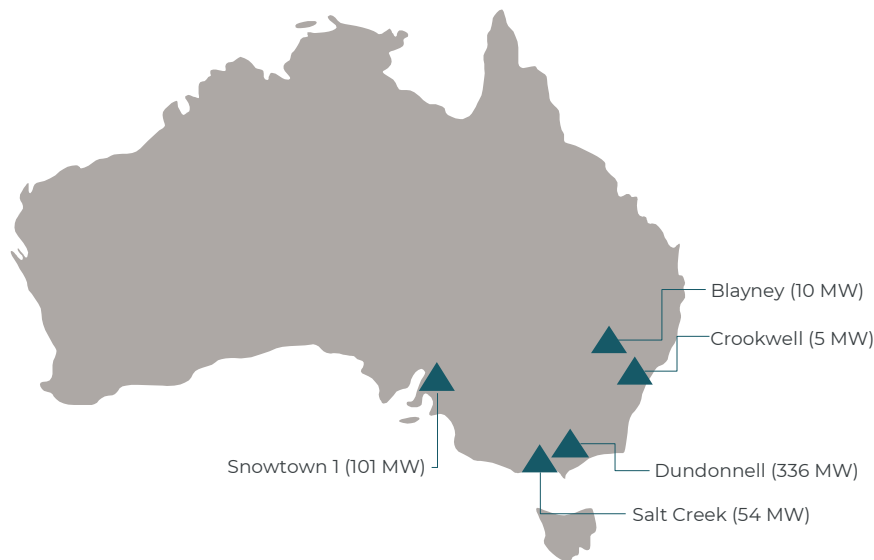 Blayney (10 MW)
Crookwell (5 MW)
Snowtown 1 (101 MW)
Dundonnell (336 MW)
Salt Creek (54 MW)